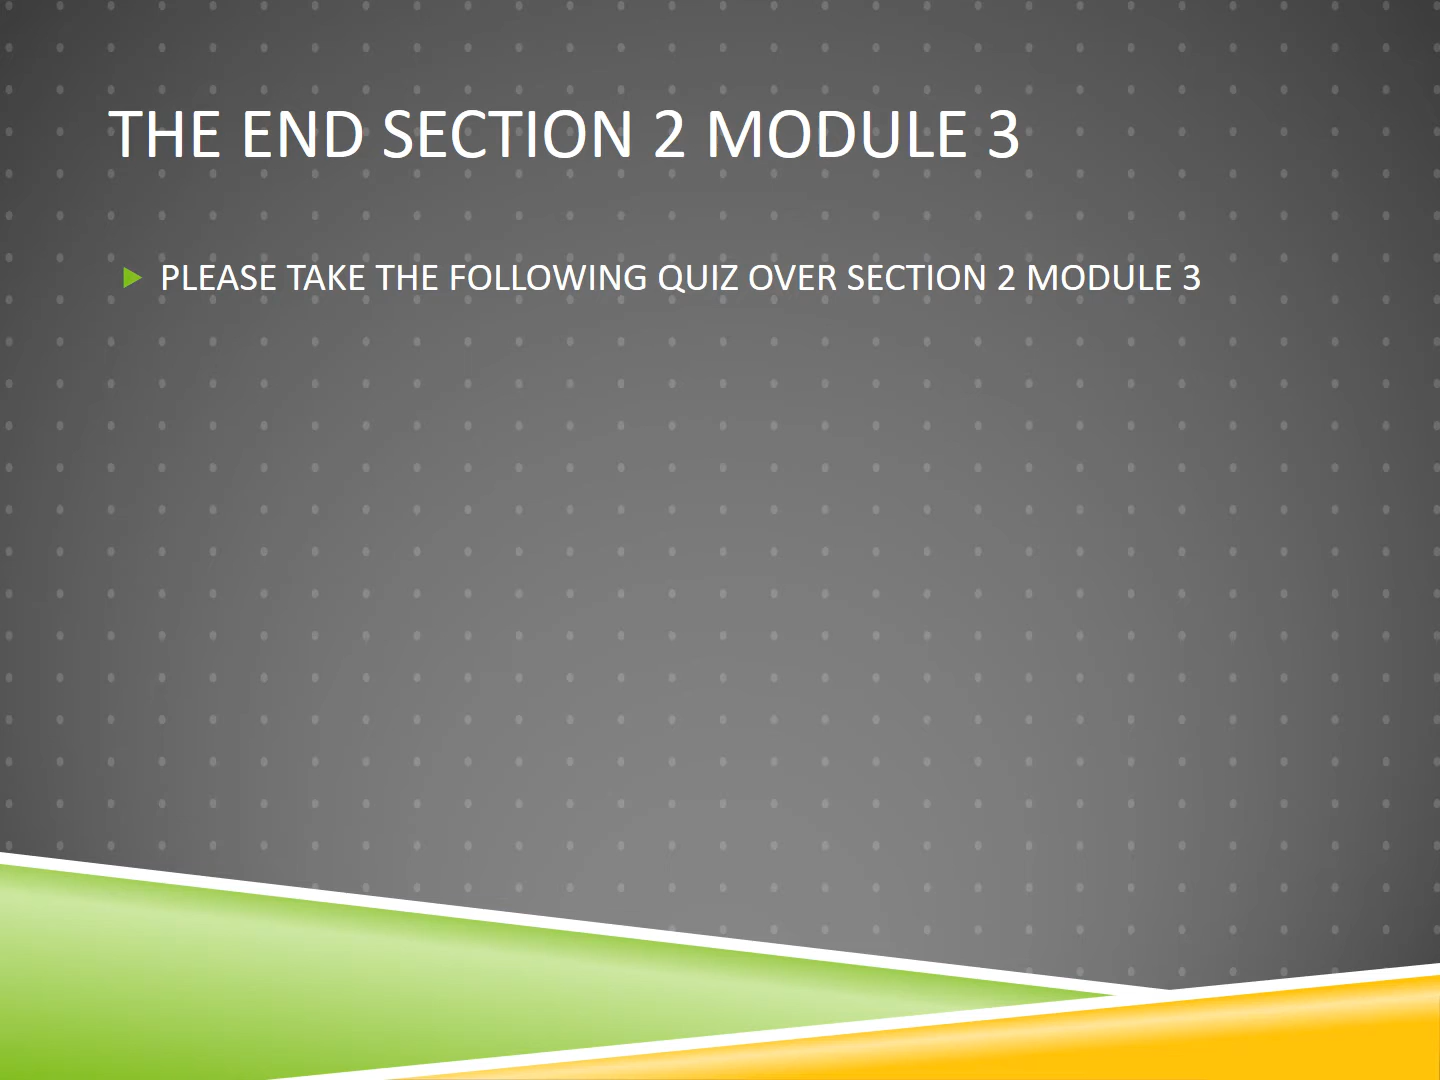 THE END SECTION 2 MODULE 3
PLEASE TAKE THE FOLLOWING QUIZ OVER SECTION 2 MODULE 3